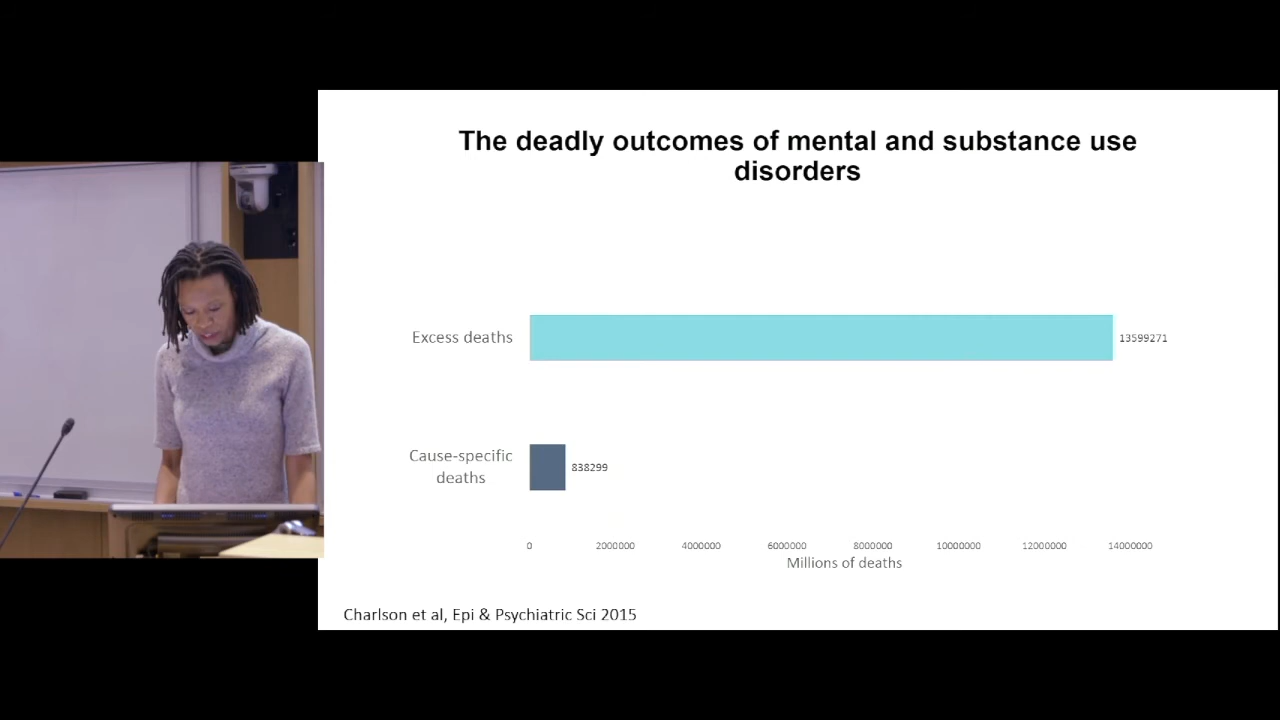 The deadly outcomes of mental and substance use
disorders
Excess deaths
13599271
Cause-specific
deaths
838299
0 2000000 4000000 6000000 8000000 10000000 12000000 14000000
Millions of deaths
Charlson et al, Epi & Psychiatric Sci 2015